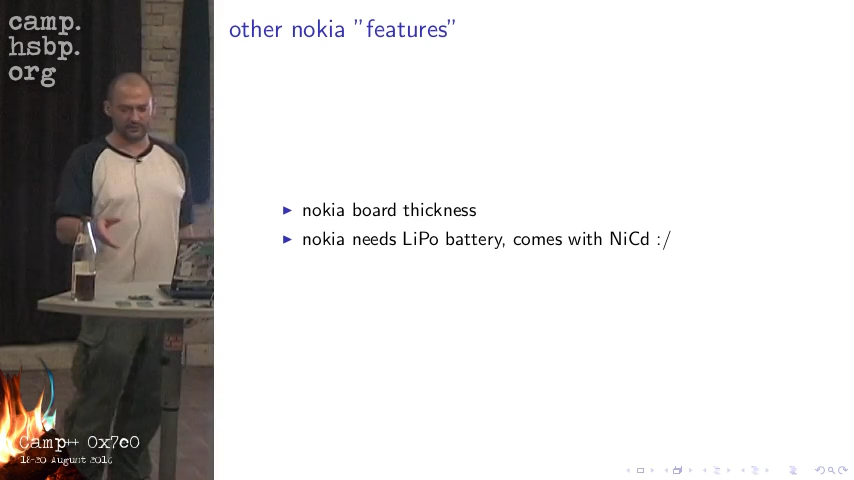 camp.
hsbp.
org
other nokia "features"
nokia board thickness
nokia needs LiPo battery, comes with NiCd :/
Camp++ 0x7e0
18-20 August 2016